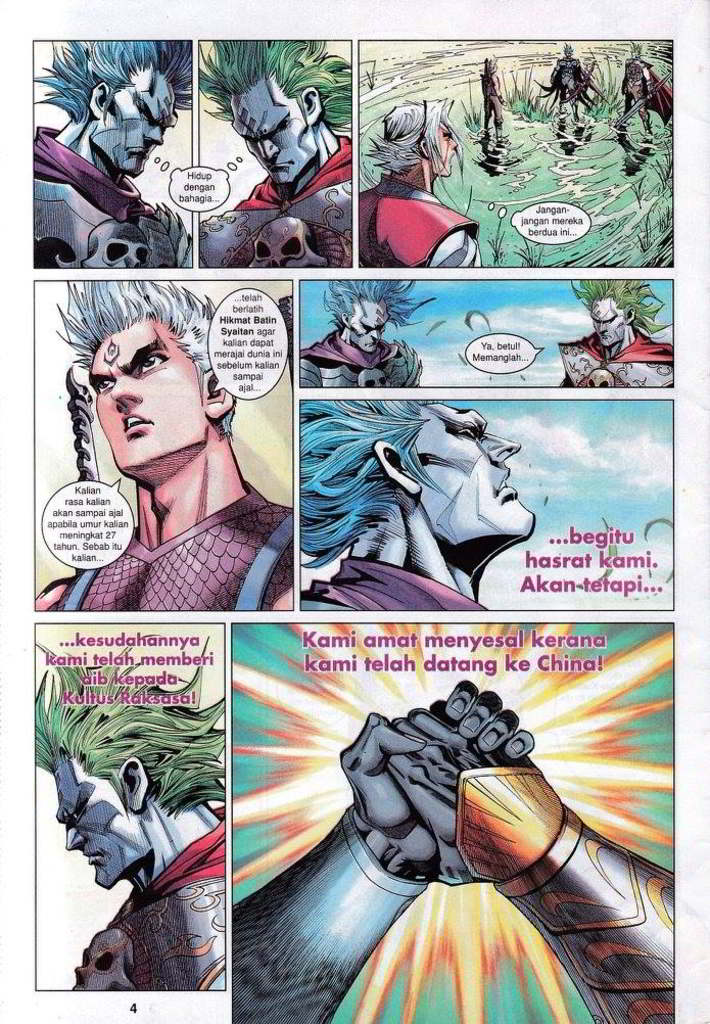 Hidup
dengan
bahagia...
Jangan-
jangan mereka
berdua ini...
...telah
berlatih
Hikmat Batin
Syaitan agar
kalian dapat
merajai dunia ini
sebelum kalian
sampai
ajal...
Kalian
rasa kalian
akan sampai ajal
apabila umur kalian
meningkat 27
tahun. Sebab itu
kalian...
Ya, betul!
Memanglah...
...begitu
hasrat kami.
Akan tetapi...
...kesudahannya
kami telah memberi
aib kepada
Kultus Raksasa!
Kami amat menyesal kerana
kami telah datang ke China!
4